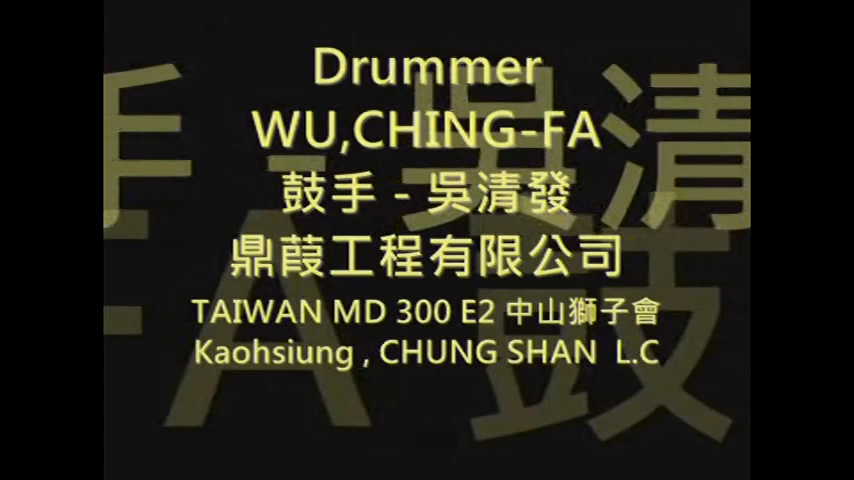 Drummer
WU,CHING-FA
鼓手 - 吳清發
鼎葭工程有限公司
TAIWAN MD 300 E2 中山獅子會
Kaohsiung , CHUNG SHAN L.C